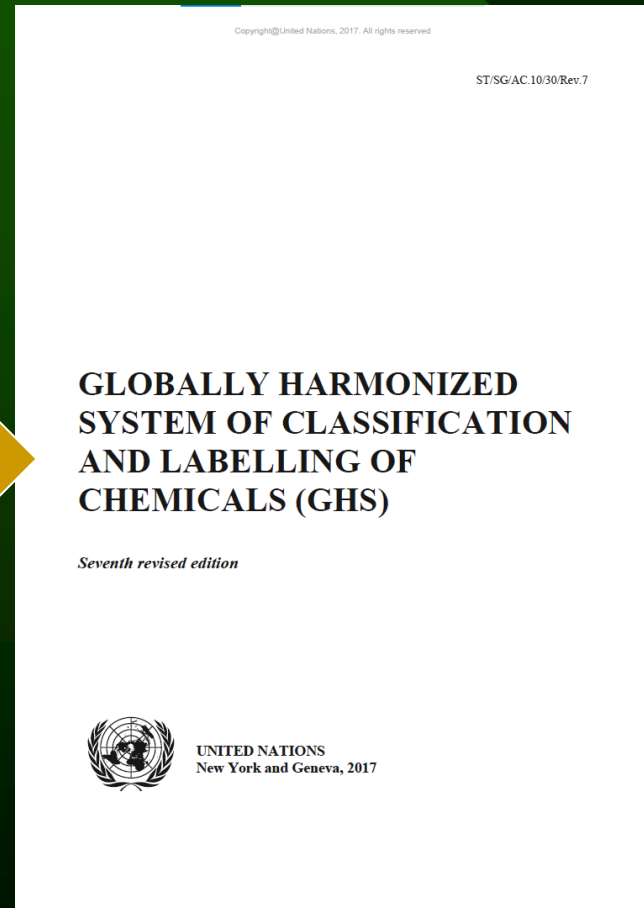 Copyright@United Nations, 2017. All rights reserved
ST/SG/AC.10/30/Rev.7
GLOBALLY HARMONIZED
SYSTEM OF CLASSIFICATION
AND LABELLING OF
CHEMICALS (GHS)
Seventh revised edition
UNITED NATIONS
New York and Geneva, 2017